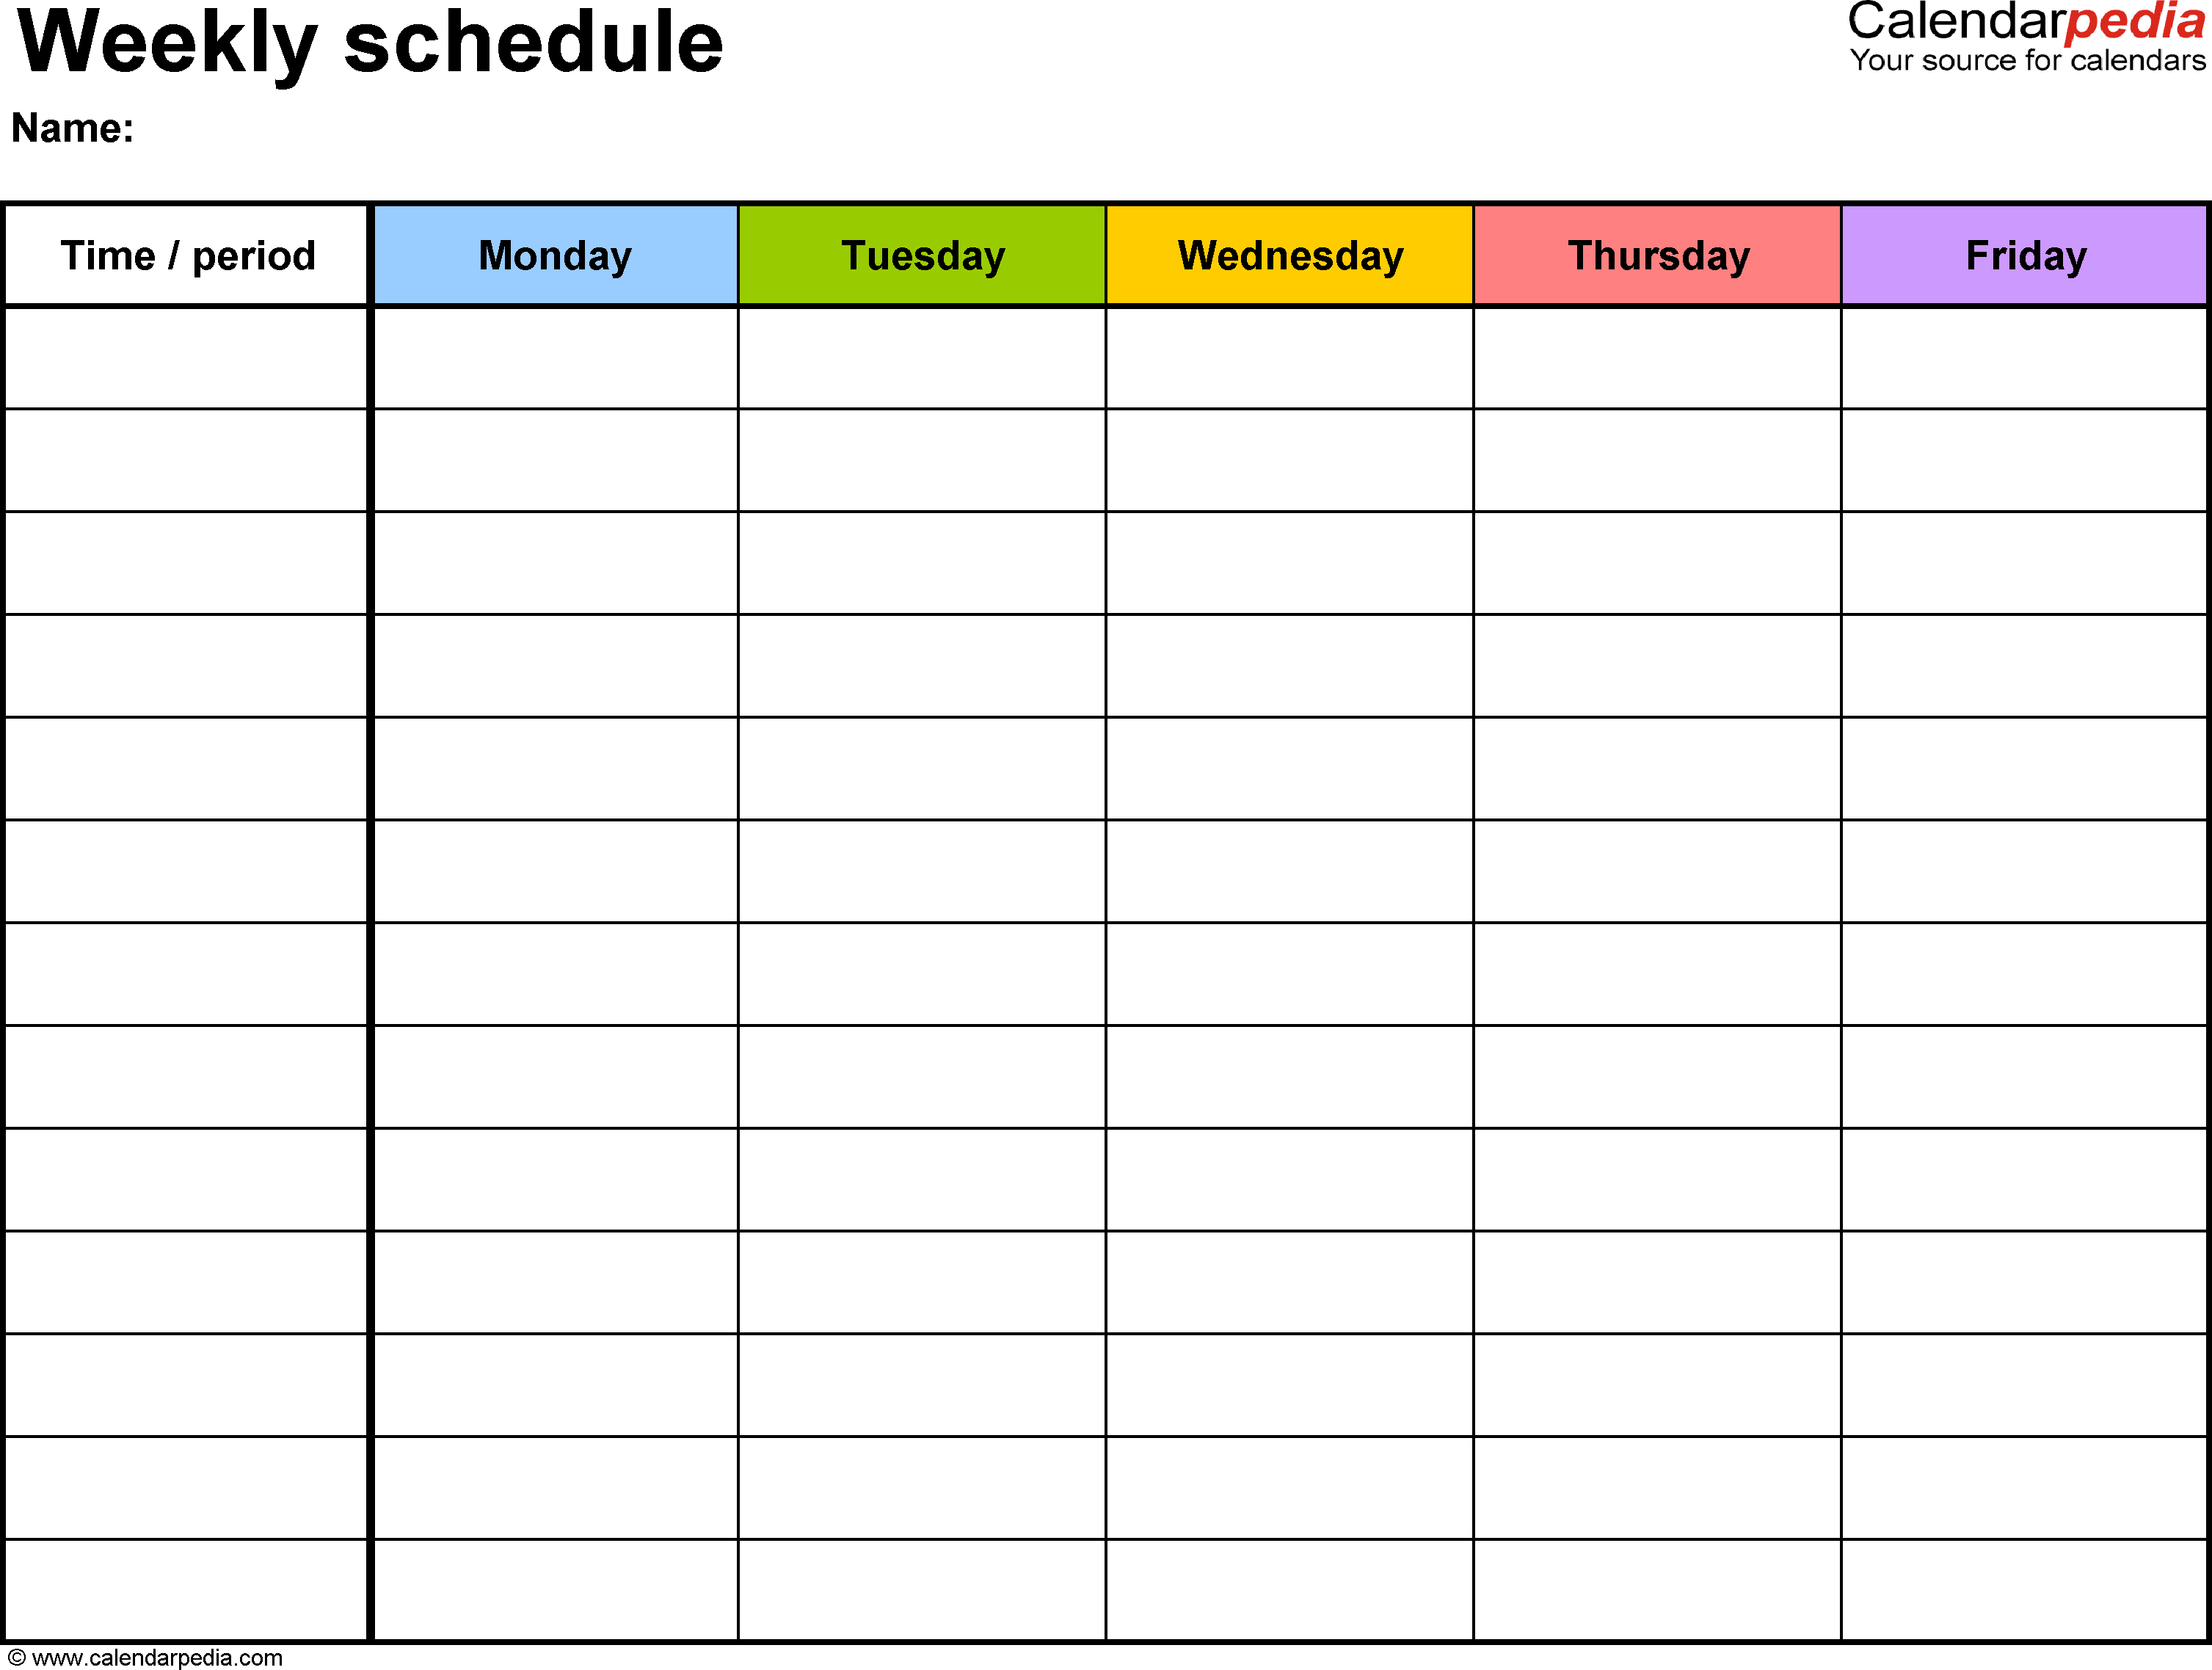 Weekly schedule
Calendarpedia
Your source for calendars
Name:
Time / period Monday Tuesday Wednesday Thursday Friday
© www.calendarpedia.com